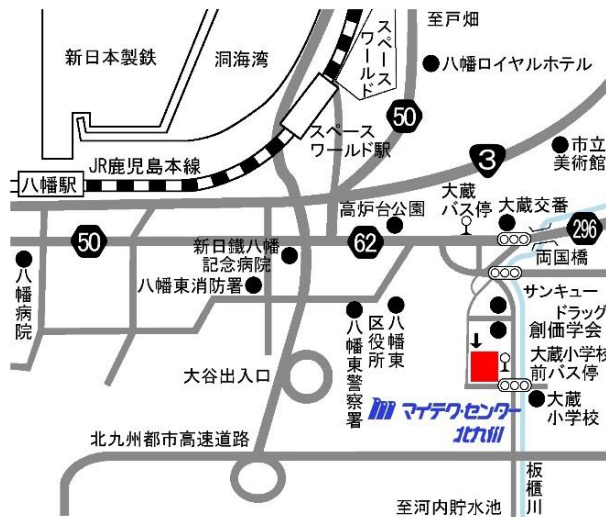 至戸畑
新日本製鉄
洞海湾
スペース
ワールド
八幡ロイヤルホテル
50
スペース
ワールド駅
3
市立
美術館
JR鹿児島本線
八幡駅
大蔵
バス停
大蔵交番
高炉台公園
296
50
新日鐵八幡
記念病院
62
両国橋
八幡病院
八幡東消防署
サンキュー
ドラッグ
八幡東
区役所
八幡東警察署
創価学会
大蔵小学校
前バス停
大谷出入口
マイテク・センター
北九州
大蔵
小学校
北九州都市高速道路
板櫃川
至河内貯水池